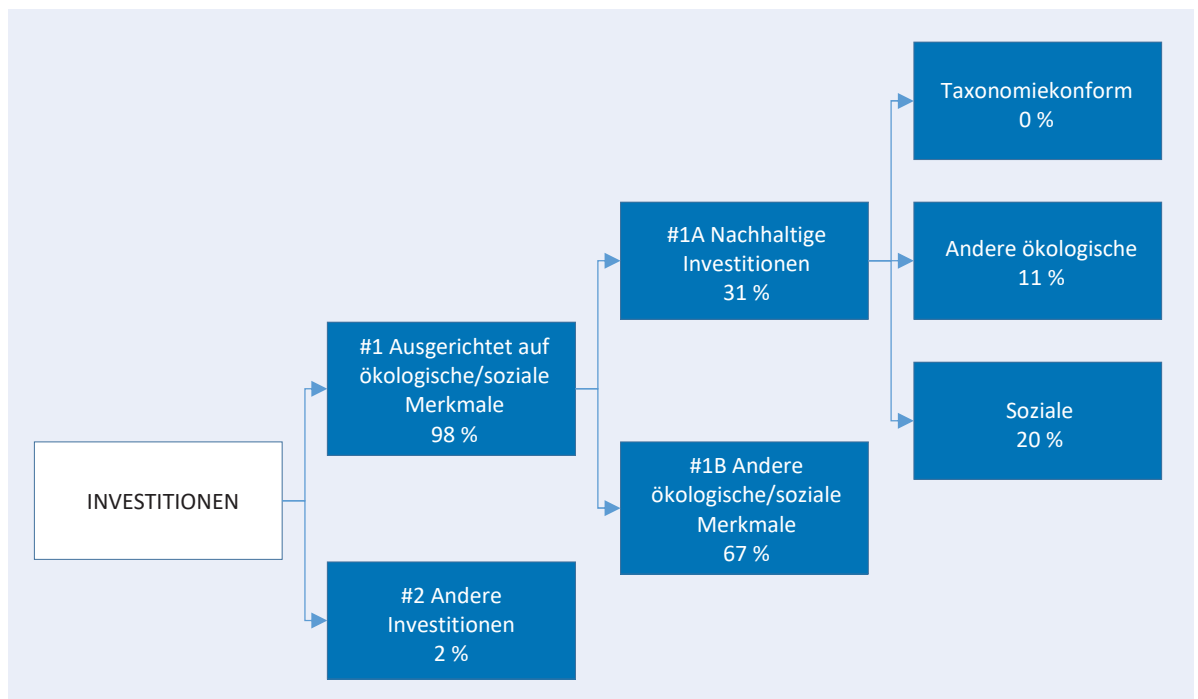 INVESTITIONEN
#1 Ausgerichtet auf
ökologische/soziale
Merkmale
98 %
#2 Andere
Investitionen
2 %
#1A Nachhaltige
Investitionen
31 %
#1B Andere
ökologische/soziale
Merkmale
67 %
Taxonomiekonform
0 %
Andere ökologische
11 %
Soziale
20 %